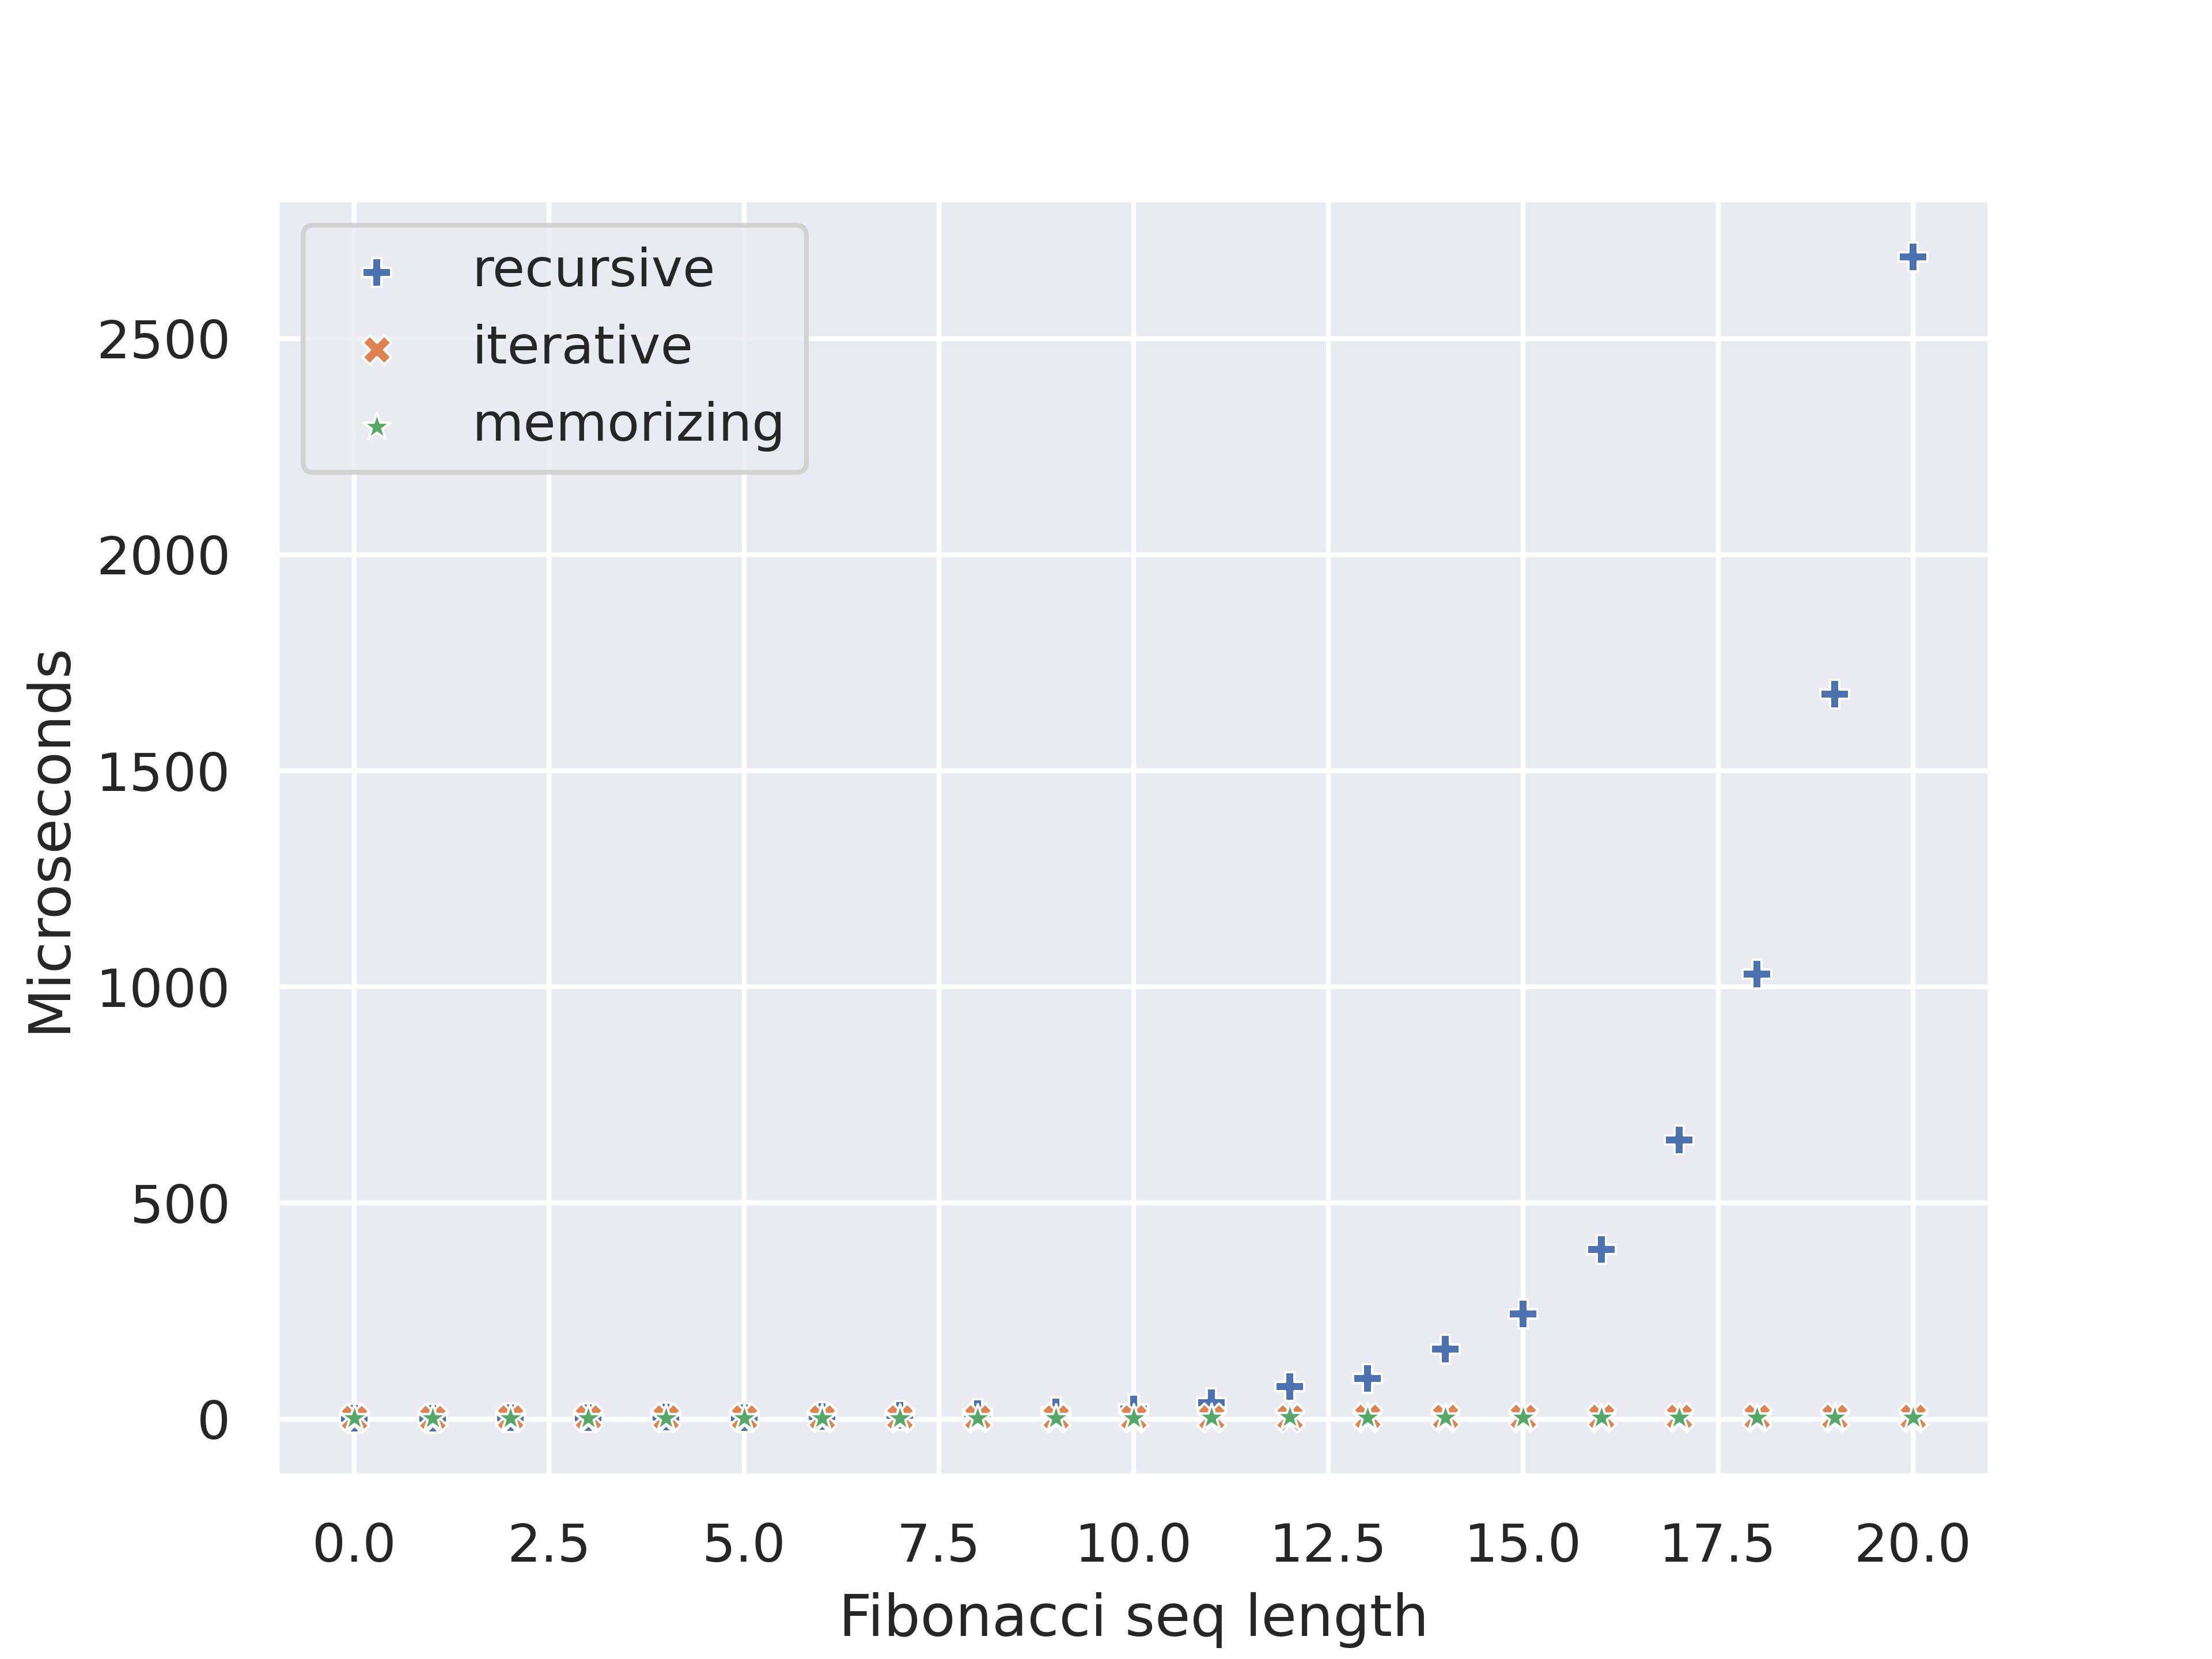 recursive
iterative
memorizing
2500
2000
1500
1000
500
0
Microseconds
0.0 2.5 5.0 7.5 10.0 12.5 15.0 17.5 20.0
Fibonacci seq length